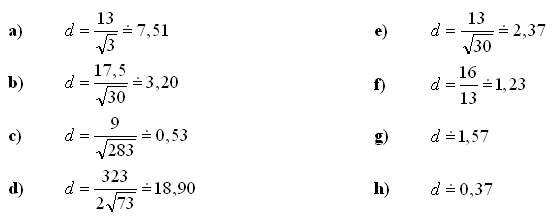 a) d = 13/√3 ≐ 7,51
b) d = 17,5/√30 ≐ 3,20
c) d = 9/√283 ≐ 0,53
d) d = 323/2√73 ≐ 18,90
e) d = 13/√30 ≐ 2,37
f) d = 16/13 ≐ 1,23
g) d ≐ 1,57
h) d ≐ 0,37